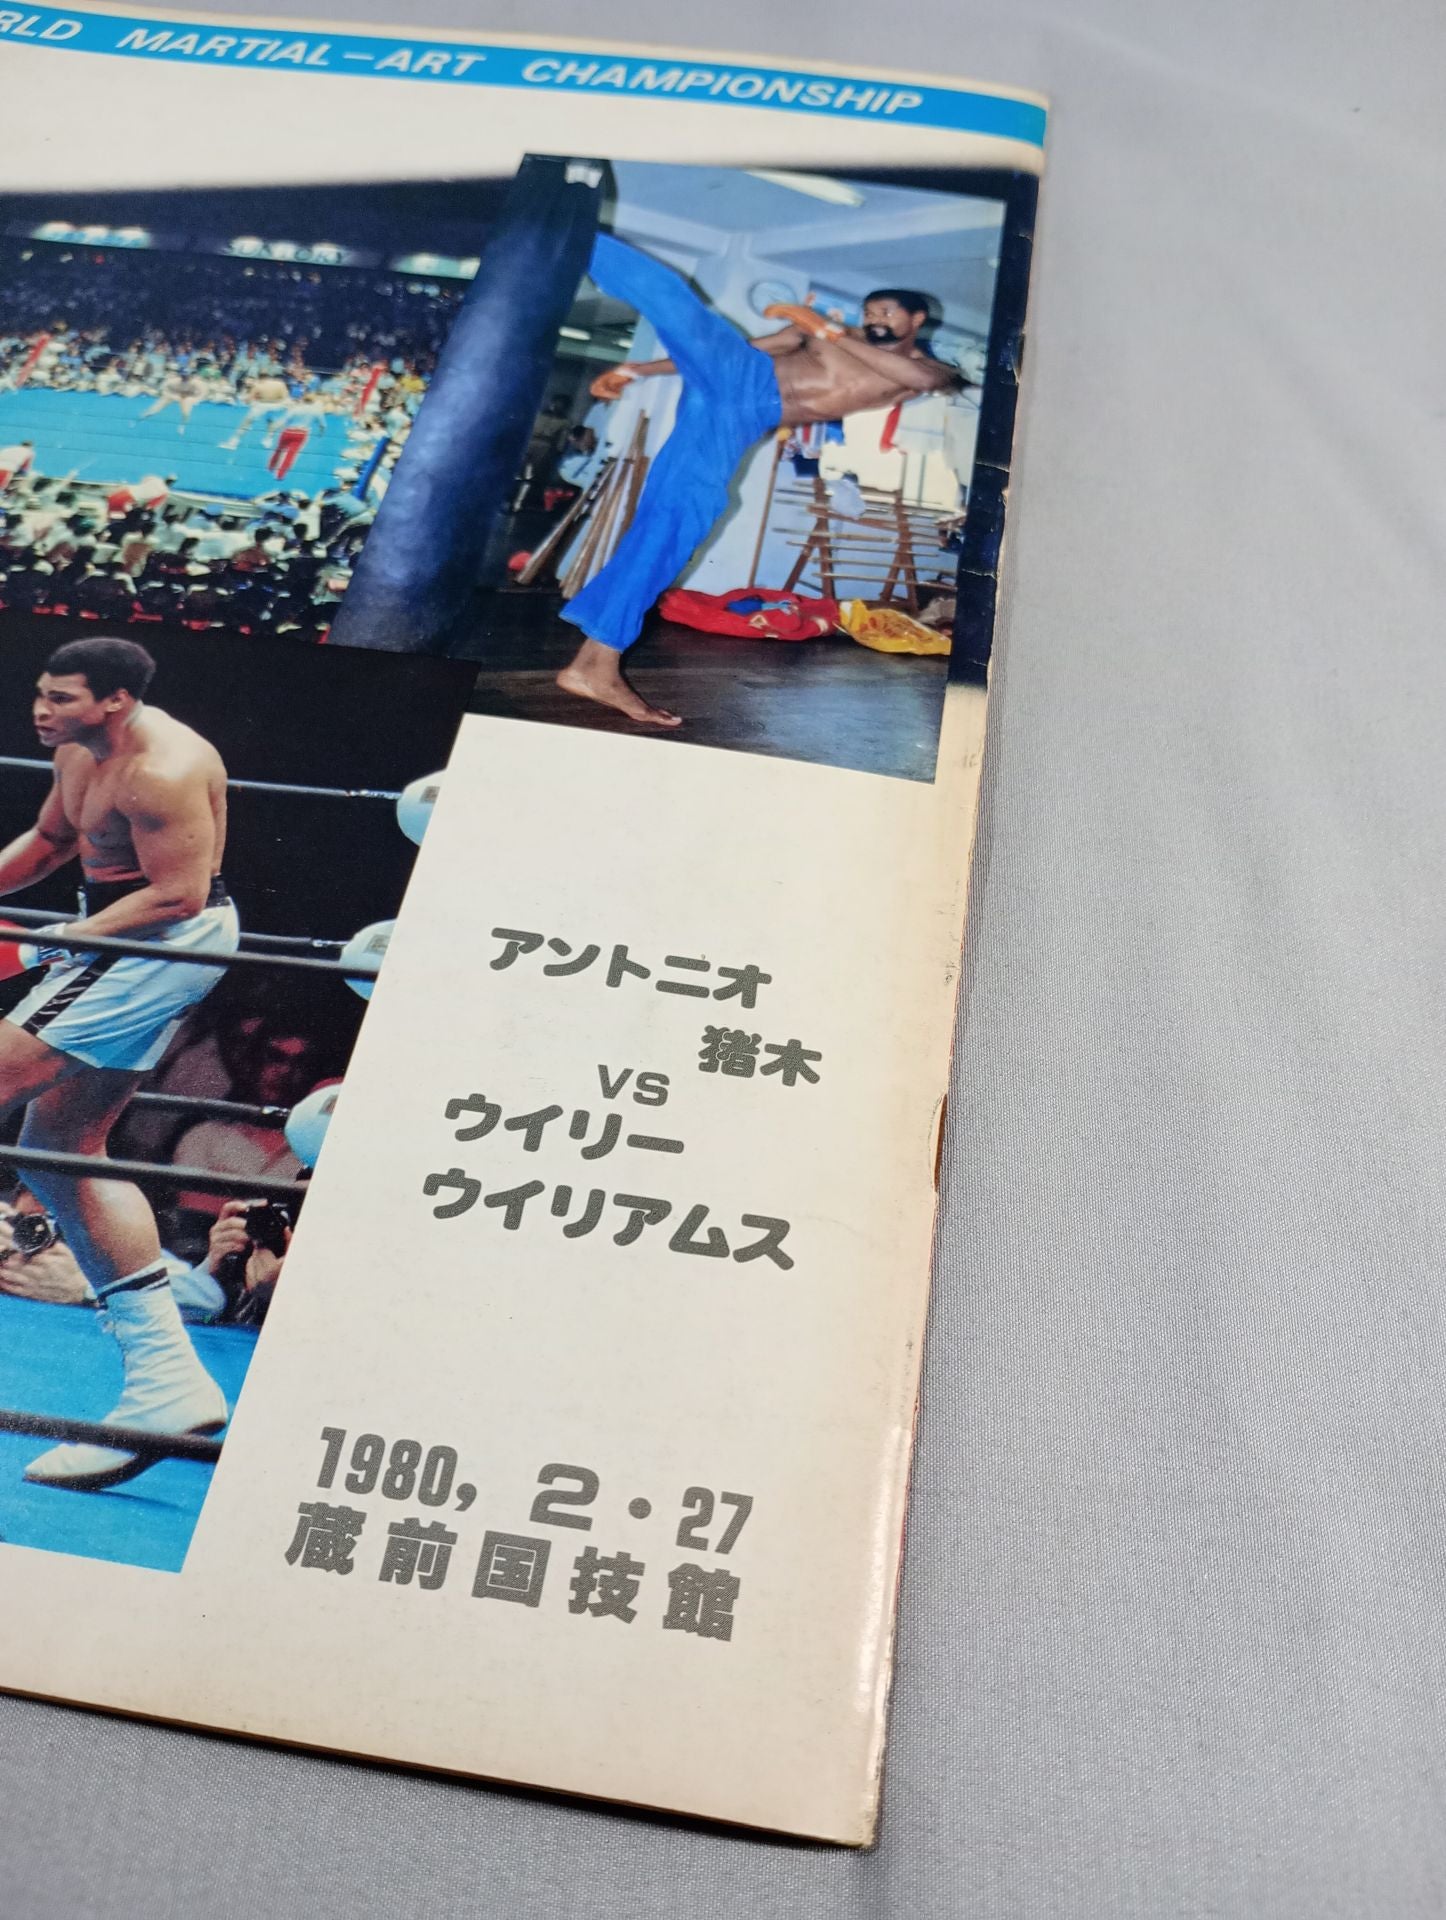 RLD MARTIAL-ART CHAMPIONSHIP
SUNTORY
アントニオ
猪木
VS
ウイリー
ウイリアムス
1980, 2・27
蔵前国技館